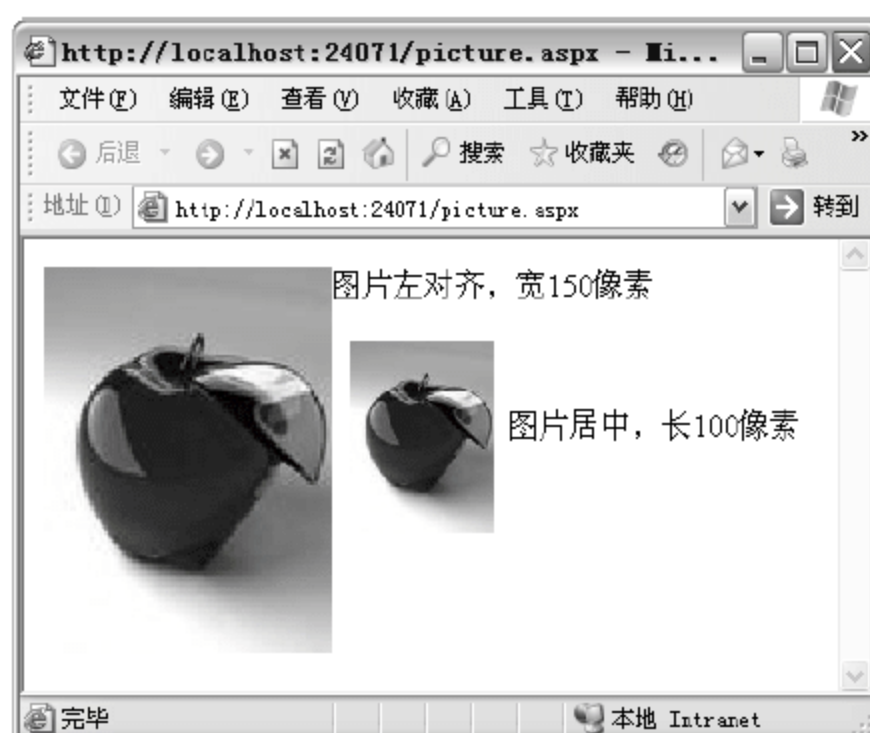 http://localhost:24071/picture.aspx - Mi...
文件(F) 编辑(E) 查看(V) 收藏(A) 工具(T) 帮助(H)
后退 搜索 收藏夹 »
地址(D) http://localhost:24071/picture.aspx 转到
图片左对齐，宽150像素
图片居中，长100像素
完毕 本地 Intranet